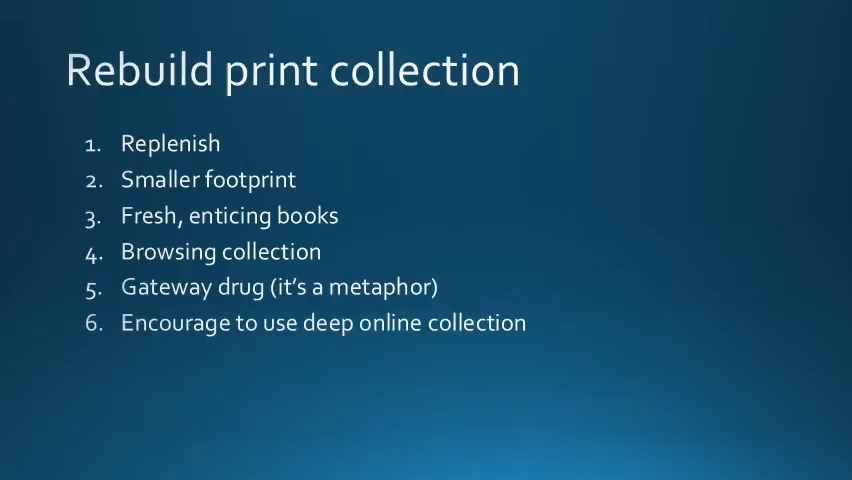 Rebuild print collection
1. Replenish
2. Smaller footprint
3. Fresh, enticing books
4. Browsing collection
5. Gateway drug (it’s a metaphor)
6. Encourage to use deep online collection